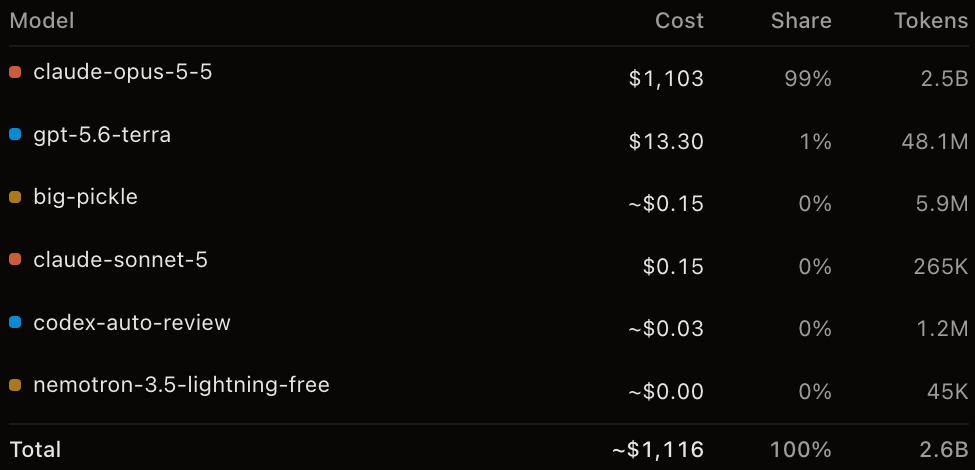 Model Cost Share Tokens
claude-opus-5-5 $1,103 99% 2.5B
gpt-5.6-terra $13.30 1% 48.1M
big-pickle ~$0.15 0% 5.9M
claude-sonnet-5 $0.15 0% 265K
codex-auto-review ~$0.03 0% 1.2M
nemotron-3.5-lightning-free ~$0.00 0% 45K
Total ~$1,116 100% 2.6B